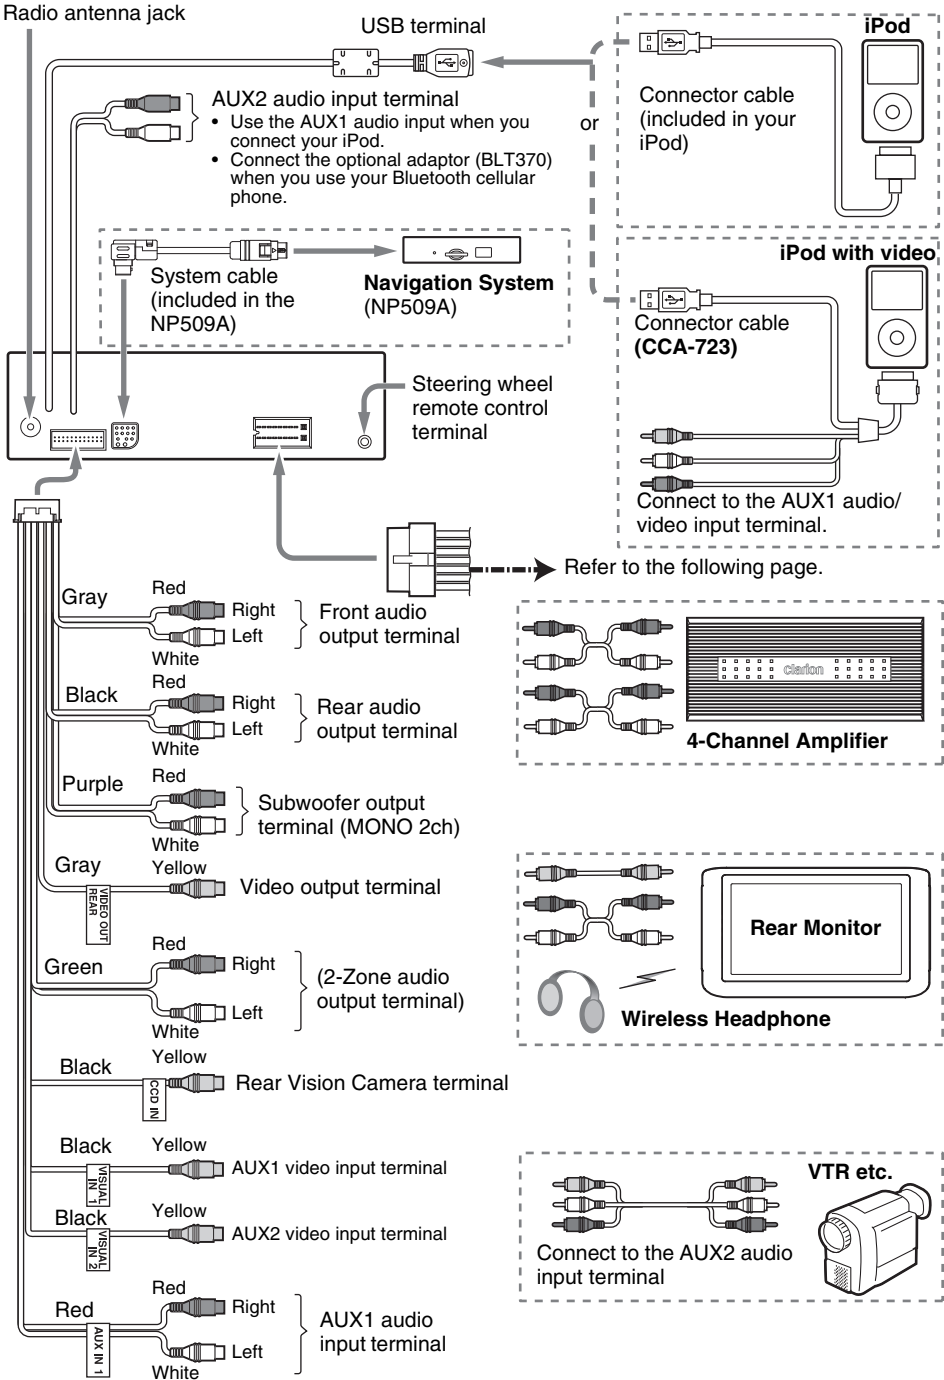 Radio antenna jack
USB terminal
AUX2 audio input terminal
• Use the AUX1 audio input when you
connect your iPod.
• Connect the optional adaptor (BLT370)
when you use your Bluetooth cellular
phone.
or
iPod
Connector cable
(included in your
iPod)
System cable
(included in the
NP509A)
Navigation System
(NP509A)
iPod with video
Connector cable
(CCA-723)
Connect to the AUX1 audio/
video input terminal.
Steering wheel
remote control
terminal
Refer to the following page.
Gray
Red
Right
Left
White
Front audio
output terminal
Black
Red
Right
Left
White
Rear audio
output terminal
Purple
Red
White
Subwoofer output
terminal (MONO 2ch)
Gray
Yellow
VIDEO OUT
REAR
Video output terminal
Green
Red
Right
Left
White
(2-Zone audio
output terminal)
Black
Yellow
CCD IN
Rear Vision Camera terminal
Black
Yellow
VISUAL
IN 1
AUX1 video input terminal
Black
Yellow
VISUAL
IN 2
AUX2 video input terminal
Red
Red
Right
AUX IN 1
Left
White
AUX1 audio
input terminal
clarion
4-Channel Amplifier
Rear Monitor
Wireless Headphone
VTR etc.
Connect to the AUX2 audio
input terminal